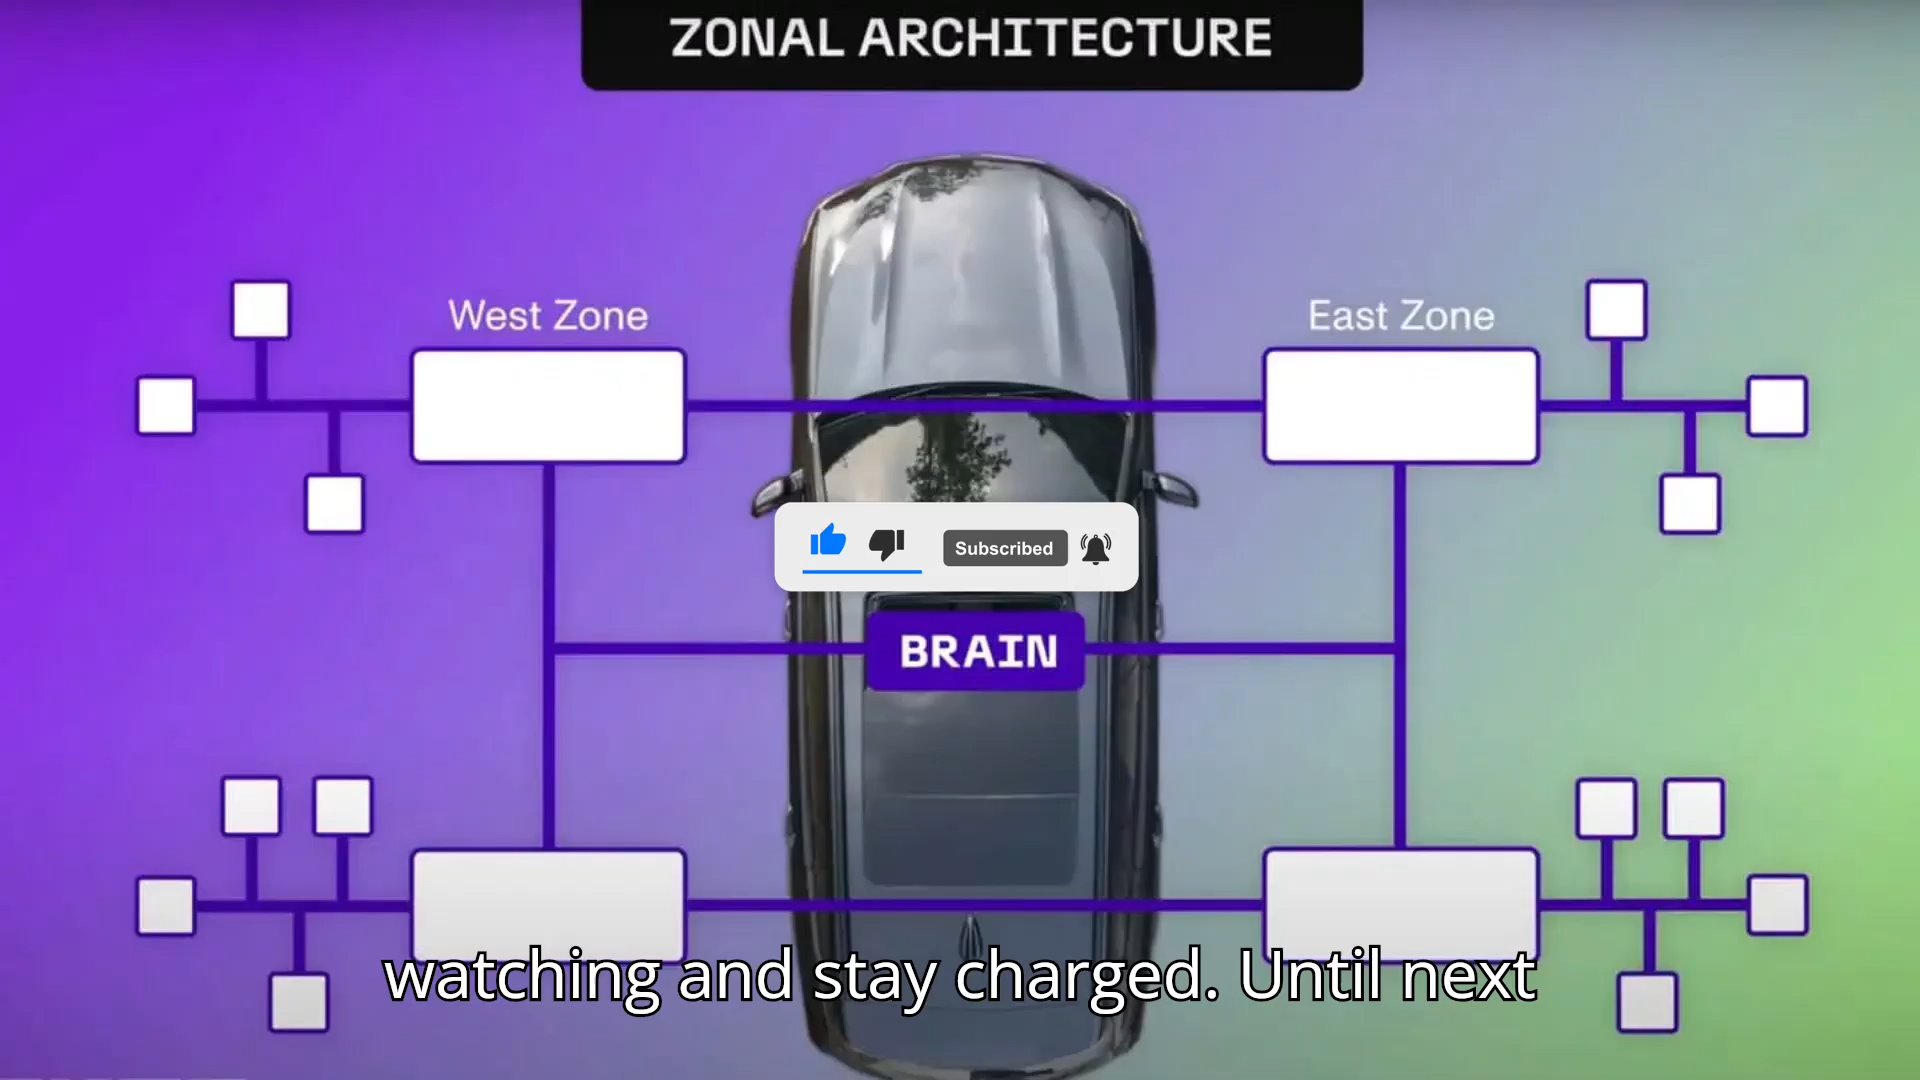 ZONAL ARCHITECTURE
West Zone
East Zone
Subscribed
BRAIN
watching and stay charged. Until next